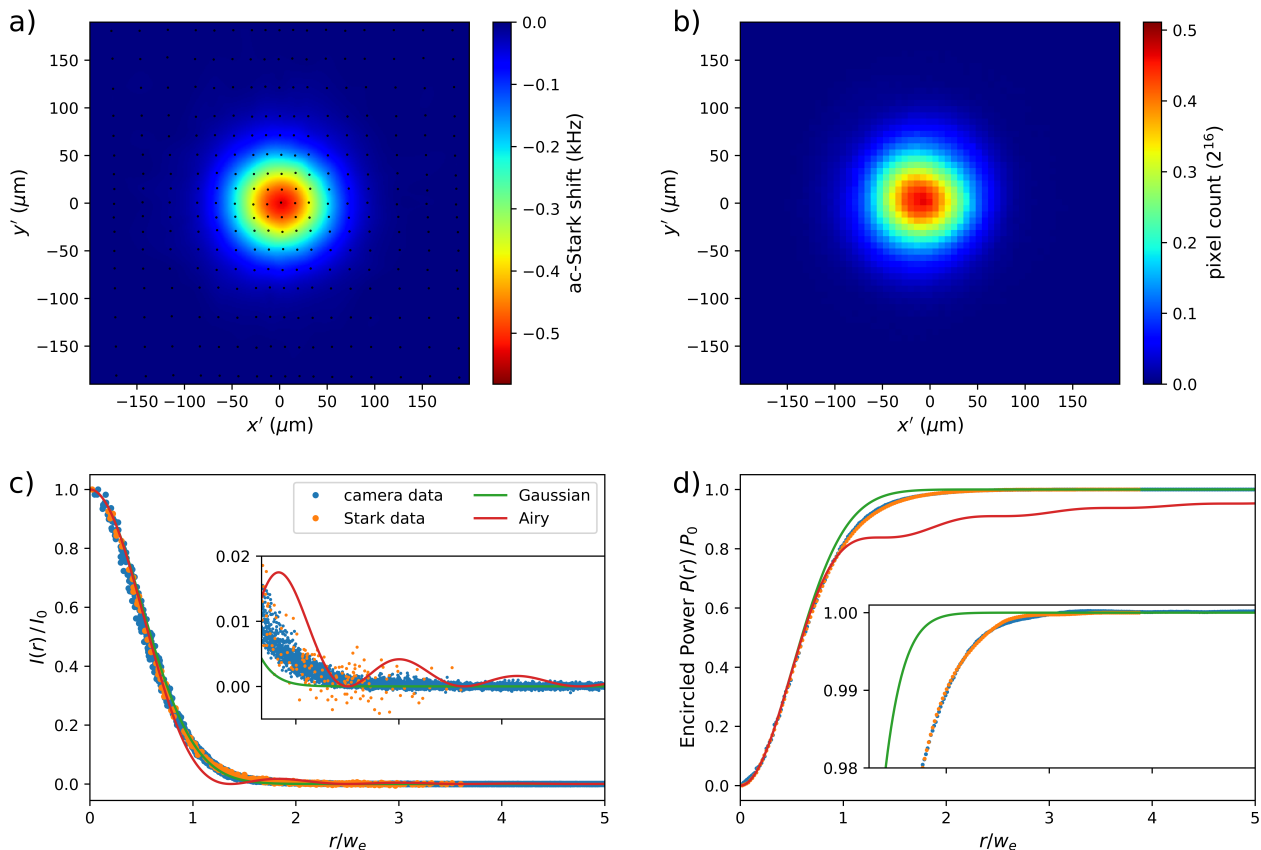 a)
150
100
50
0
−50
−100
−150
y′ (μm)
−150 −100 −50 0 50 100 150
x′ (μm)
0.0
−0.1
−0.2
−0.3
−0.4
−0.5
ac-Stark shift (kHz)
b)
150
100
50
0
−50
−100
−150
y′ (μm)
−150 −100 −50 0 50 100 150
x′ (μm)
0.5
0.4
0.3
0.2
0.1
0.0
pixel count (2¹⁶)
c)
1.0
0.8
0.6
0.4
0.2
0.0
I(r) / I₀
camera data
Stark data
Gaussian
Airy
0.02
0.01
0.00
0 1 2 3 4 5
r/wₑ
d)
1.0
0.8
0.6
0.4
0.2
0.0
Encircled Power P(r) / P₀
1.00
0.99
0.98
0 1 2 3 4 5
r/wₑ